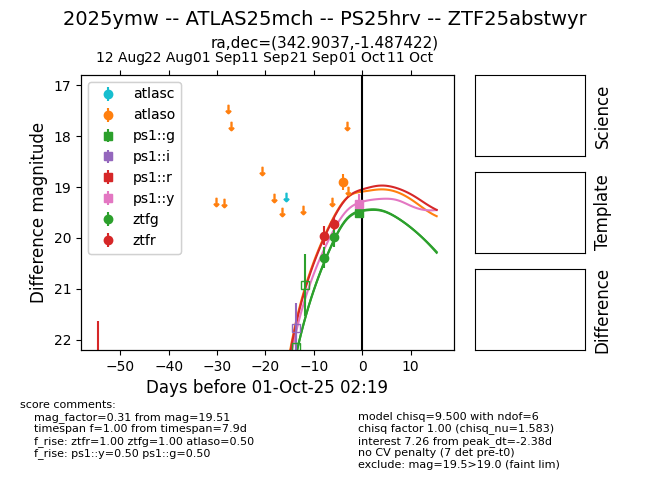 2025ymw -- ATLAS25mch -- PS25hrv -- ZTF25abstwyr
ra,dec=(342.9037,-1.487422)
12 Aug 22 Aug 01 Sep 11 Sep 21 Sep 01 Oct 11 Oct
17
18
19
20
21
22
Difference magnitude
atlasc
atlaso
ps1::g
ps1::i
ps1::r
ps1::y
ztfg
ztfr
−50 −40 −30 −20 −10 0 10
Days before 01-Oct-25 02:19
Science
Template
Difference
score comments:
mag_factor=0.31 from mag=19.51
timespan f=1.00 from timespan=7.9d
f_rise: ztfr=1.00 ztfg=1.00 atlaso=0.50
f_rise: ps1::y=0.50 ps1::g=0.50
model chisq=9.500 with ndof=6
chisq factor 1.00 (chisq_nu=1.583)
interest 7.26 from peak_dt=-2.38d
no CV penalty (7 det pre-t0)
exclude: mag=19.5>19.0 (faint lim)